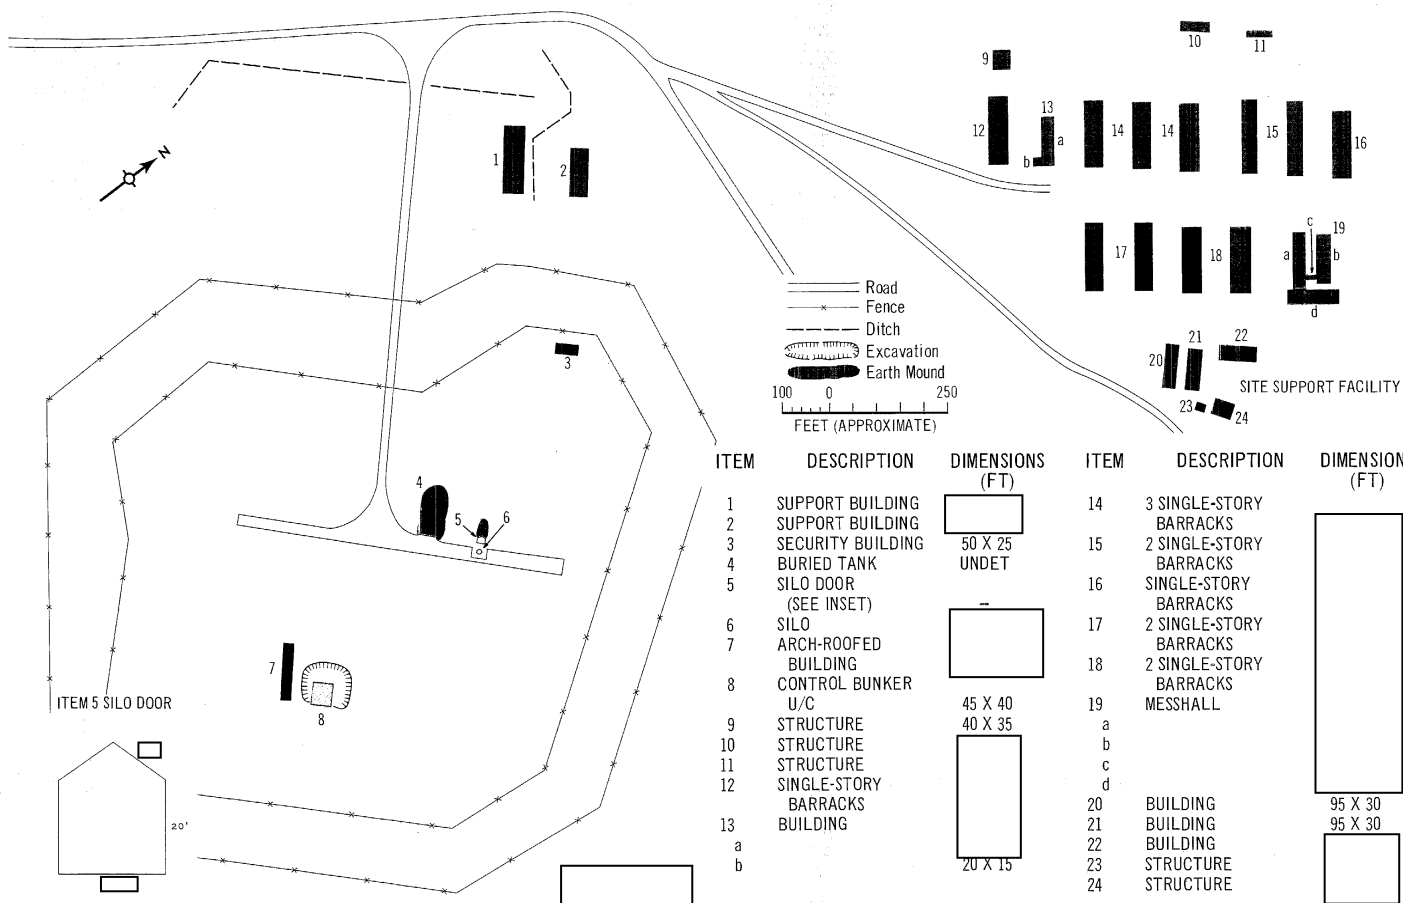 10
11
9
13
12
a
14
14
15
16
b
N
1
2
c
19
17
18
a
b
d
Road
Fence
Ditch
Excavation
Earth Mound
3
22
21
20
SITE SUPPORT FACILITY
100 0 250
FEET (APPROXIMATE)
23
24
4
5
6
7
8
ITEM 5 SILO DOOR
20'
ITEM DESCRIPTION DIMENSIONS
(FT)
1 SUPPORT BUILDING
2 SUPPORT BUILDING
3 SECURITY BUILDING 50 X 25
4 BURIED TANK UNDET
5 SILO DOOR
(SEE INSET) -
6 SILO
7 ARCH-ROOFED
BUILDING
8 CONTROL BUNKER
U/C 45 X 40
9 STRUCTURE 40 X 35
10 STRUCTURE
11 STRUCTURE
12 SINGLE-STORY
BARRACKS
13 BUILDING
a
b 20 X 15
ITEM DESCRIPTION DIMENSION
(FT)
14 3 SINGLE-STORY
BARRACKS
15 2 SINGLE-STORY
BARRACKS
16 SINGLE-STORY
BARRACKS
17 2 SINGLE-STORY
BARRACKS
18 2 SINGLE-STORY
BARRACKS
19 MESSHALL
a
b
c
d
20 BUILDING 95 X 30
21 BUILDING 95 X 30
22 BUILDING
23 STRUCTURE
24 STRUCTURE